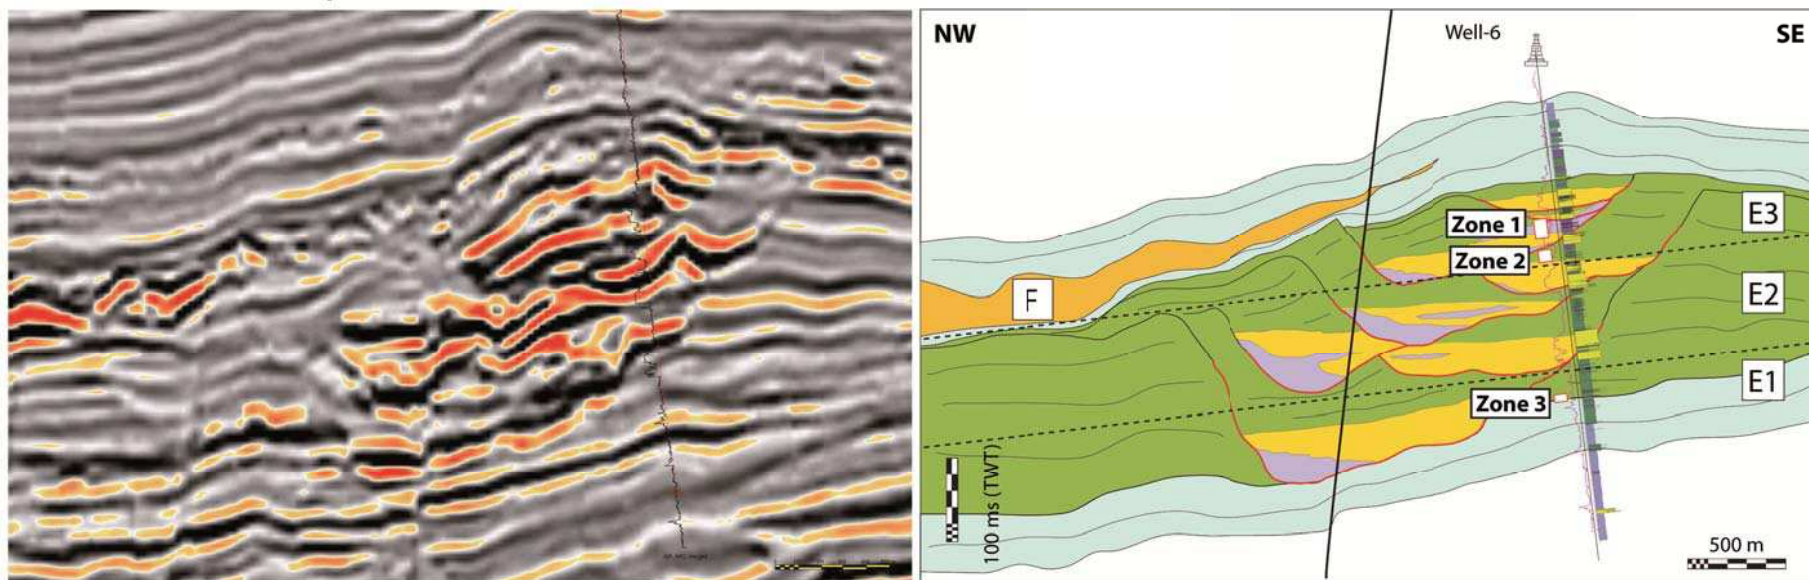 NW
Well-6
SE
Zone 1
E3
Zone 2
F
E2
E1
Zone 3
100 ms (TWT)
500 m